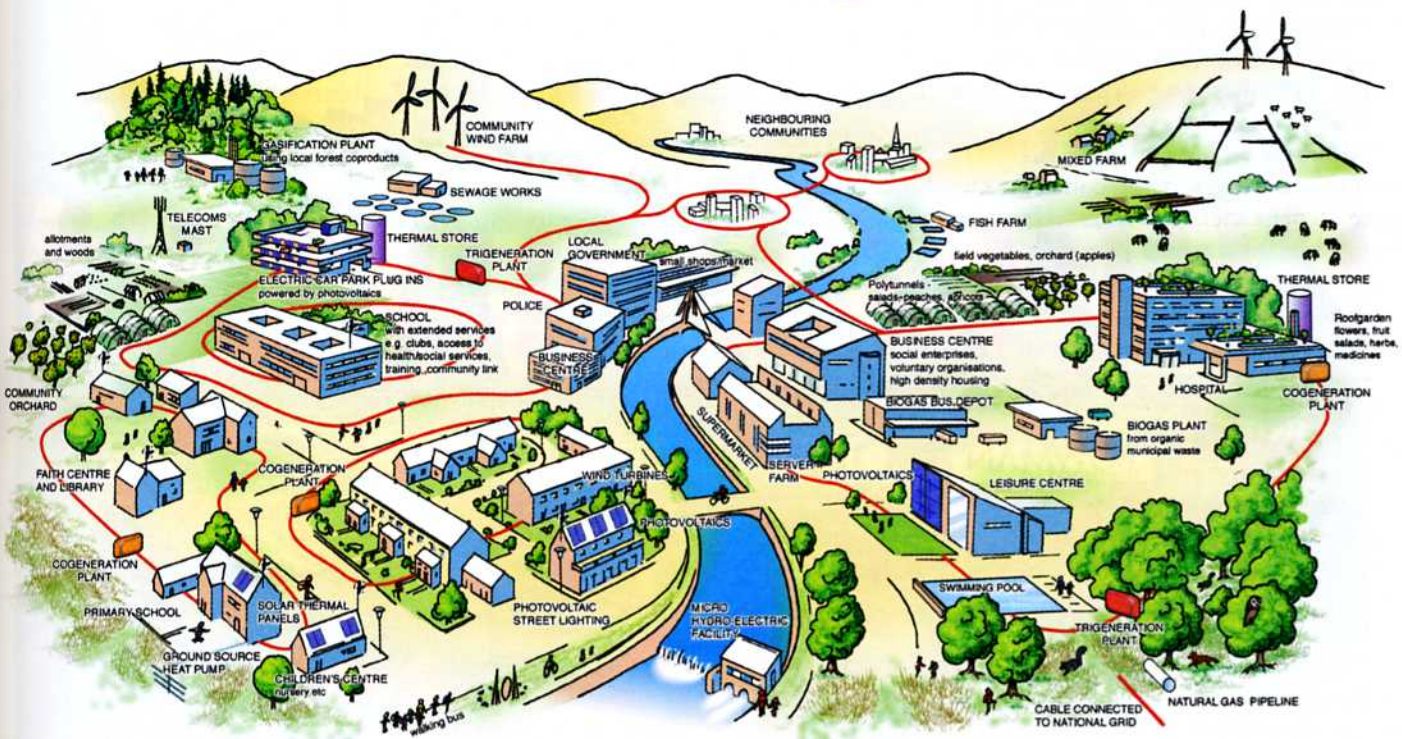 COMMUNITY
WIND FARM
NEIGHBOURING
COMMUNITIES
GASIFICATION PLANT
using local forest coproducts
MIXED FARM
SEWAGE WORKS
TELECOMS
MAST
FISH FARM
allotments
and woods
THERMAL STORE
LOCAL
GOVERNMENT
small shops/market
TRIGENERATION
PLANT
field vegetables, orchard (apples)
ELECTRIC CAR PARK PLUG INS
powered by photovoltaics
Polytunnels -
salads-peaches, apricots
THERMAL STORE
POLICE
SCHOOL
with extended services
e.g. clubs, access to
health/social services,
training, community link
Roofgarden
flowers, fruit
salads, herbs,
medicines
BUSINESS
CENTRE
BUSINESS CENTRE
social enterprises,
voluntary organisations,
high density housing
HOSPITAL
COGENERATION
PLANT
COMMUNITY
ORCHARD
BIOGAS BUS DEPOT
SUPERMARKET
BIOGAS PLANT
from organic
municipal waste
FAITH CENTRE
AND LIBRARY
COGENERATION
PLANT
WIND TURBINES
SERVER
FARM
PHOTOVOLTAICS
LEISURE CENTRE
PHOTOVOLTAICS
COGENERATION
PLANT
SWIMMING POOL
PRIMARY SCHOOL
SOLAR THERMAL
PANELS
PHOTOVOLTAIC
STREET LIGHTING
MICRO
HYDRO-ELECTRIC
FACILITY
TRIGENERATION
PLANT
GROUND SOURCE
HEAT PUMP
CHILDREN'S CENTRE
nursery etc
walking bus
NATURAL GAS PIPELINE
CABLE CONNECTED
TO NATIONAL GRID